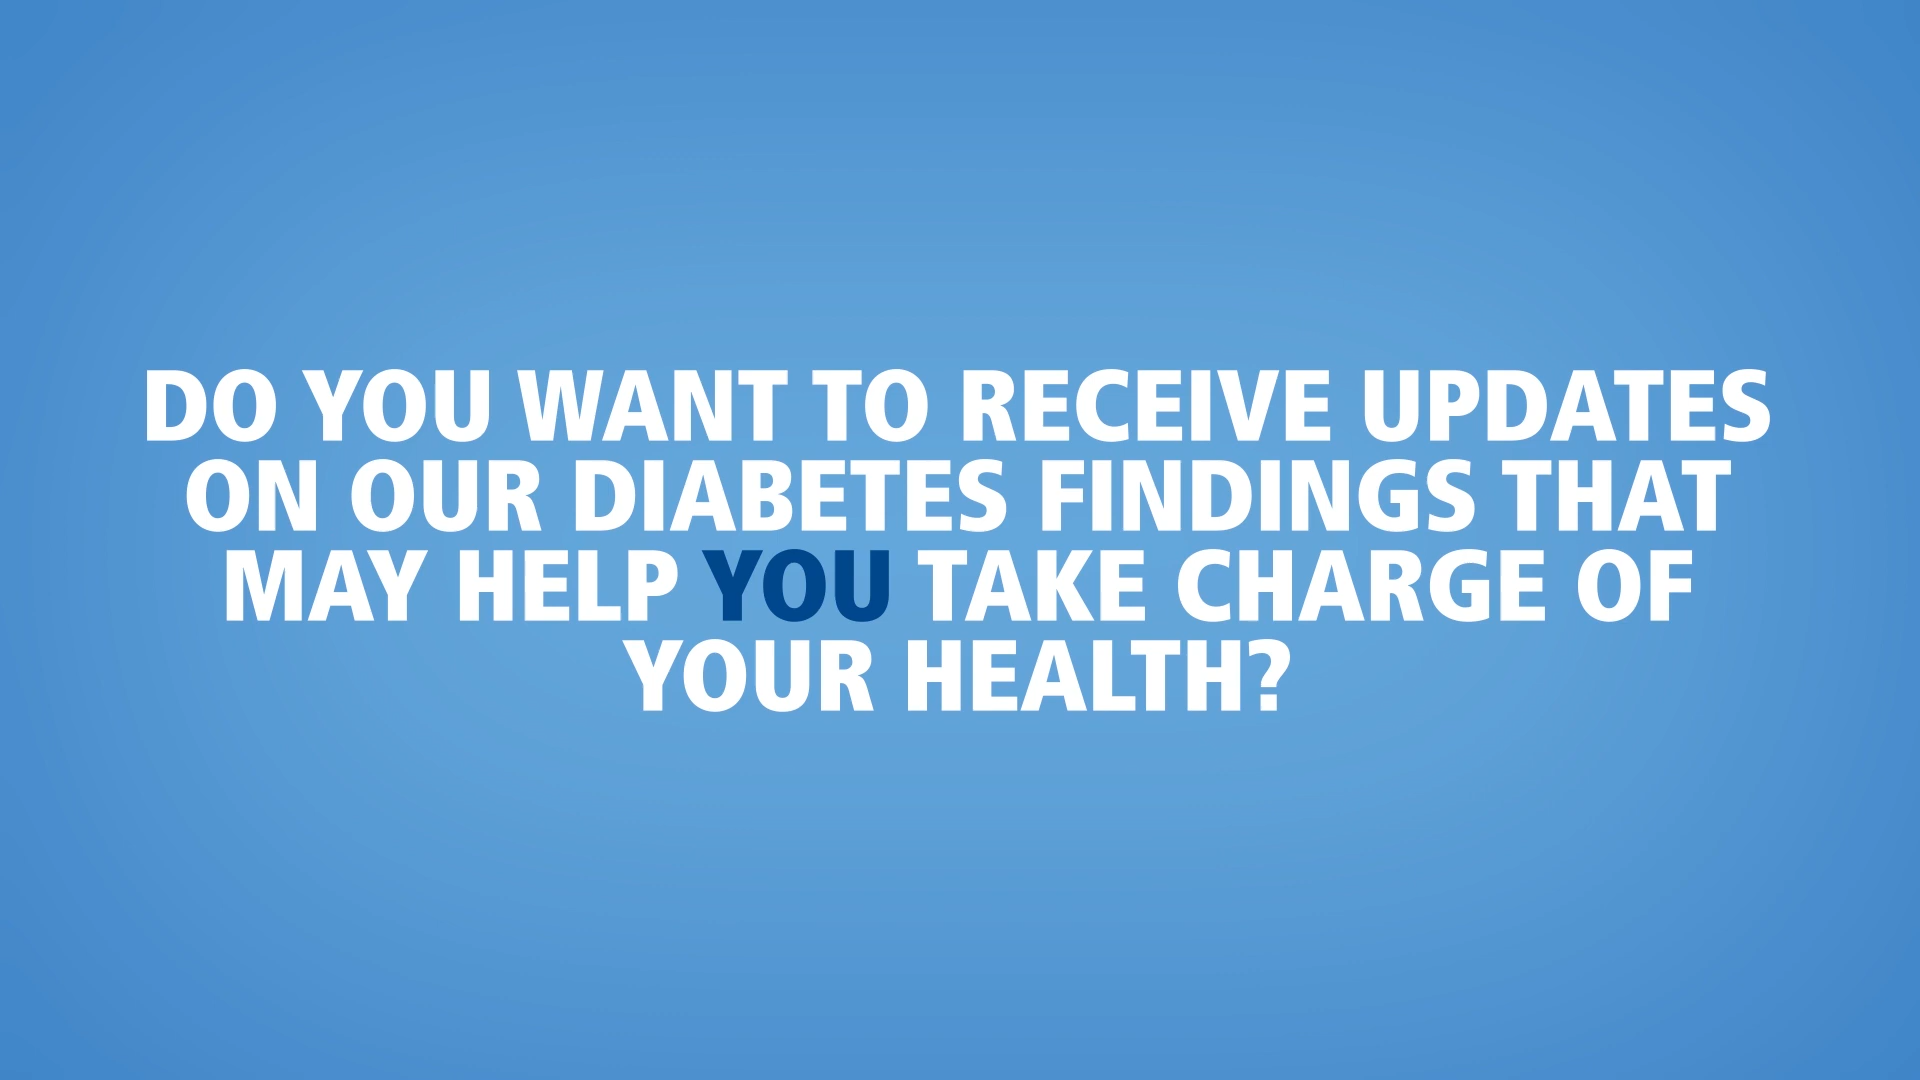 DO YOU WANT TO RECEIVE UPDATES
ON OUR DIABETES FINDINGS THAT
MAY HELP YOU TAKE CHARGE OF
YOUR HEALTH?